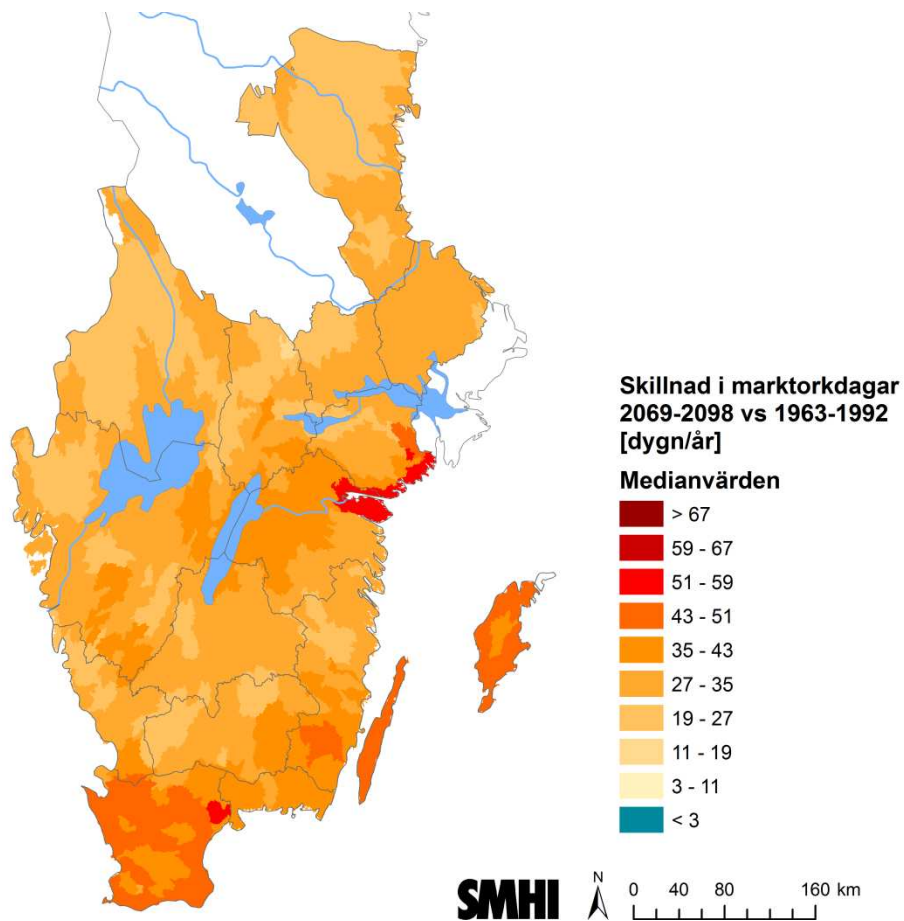 Skillnad i marktorkdagar
2069-2098 vs 1963-1992
[dygn/år]
Medianvärden
> 67
59 - 67
51 - 59
43 - 51
35 - 43
27 - 35
19 - 27
11 - 19
3 - 11
< 3
SMHI
N
0 40 80 160 km